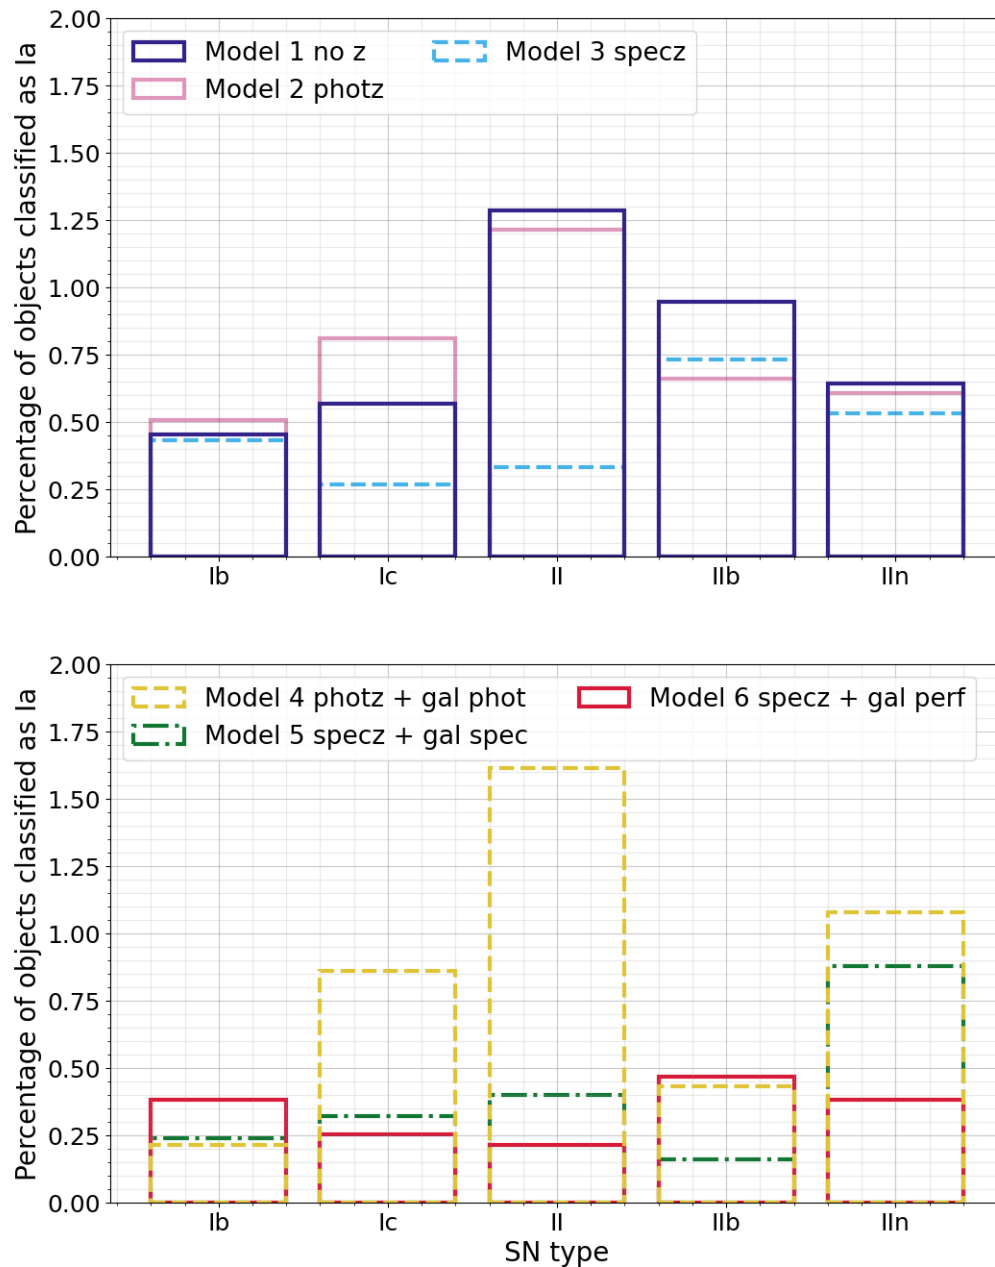 Percentage of objects classified as Ia
2.00
1.75
1.50
1.25
1.00
0.75
0.50
0.25
0.00
Model 1 no z
Model 3 specz
Model 2 photz
Ib Ic II IIb IIn
Percentage of objects classified as Ia
2.00
1.75
1.50
1.25
1.00
0.75
0.50
0.25
0.00
Model 4 photz + gal phot
Model 6 specz + gal perf
Model 5 specz + gal spec
Ib Ic II IIb IIn
SN type